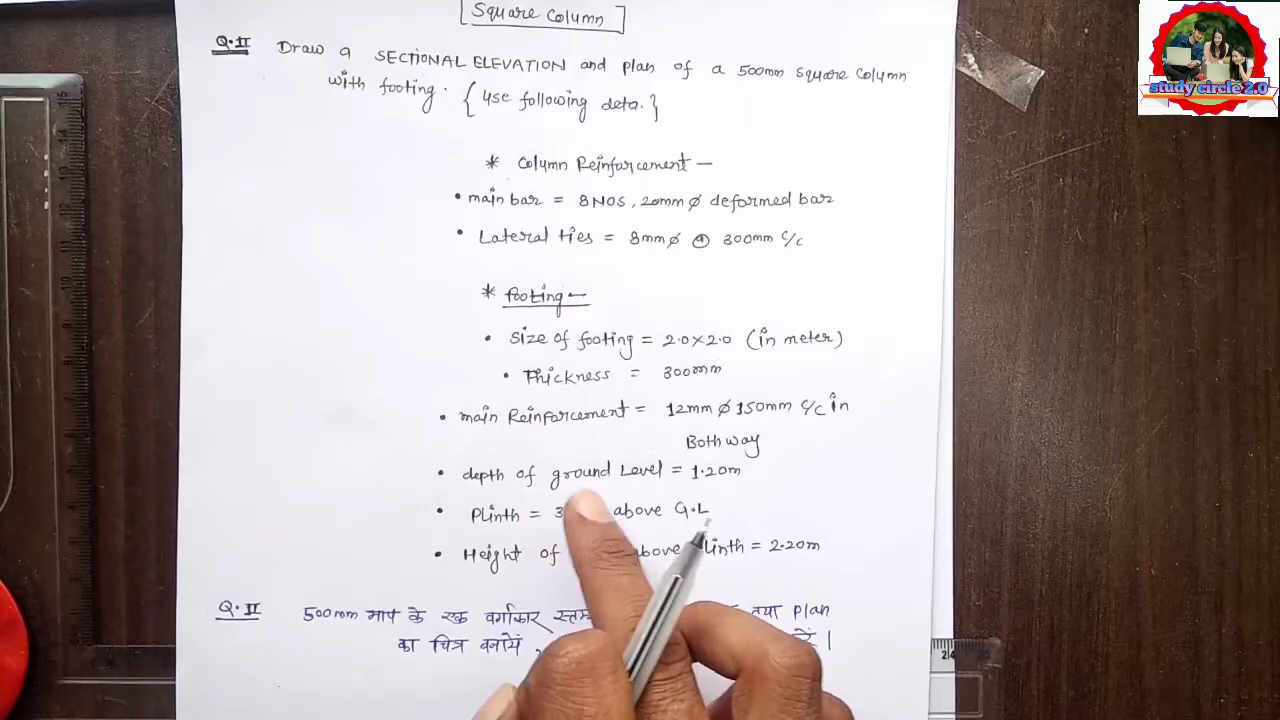 Square Column
Q.II Draw a SECTIONAL ELEVATION and plan of a 500mm square column
with footing. {use following deta.}
* Column Reinforcement —
• main bar = 8 NOS, 20mm ø deformed bar
• Lateral ties = 8mm ø @ 300mm c/c
* footing —
• Size of footing = 2.0×2.0 (in meter)
• Thickness = 300mm
• main Reinforcement = 12mm ø 150mm c/c in
Both way
• depth of ground Level = 1.20m
• Plinth = 3 above G.L
• Height of above Plinth = 2.20m
Q.II 500mm माप के एक वर्गाकार तथा plan
का चित्र बनायें
study circle 2.0